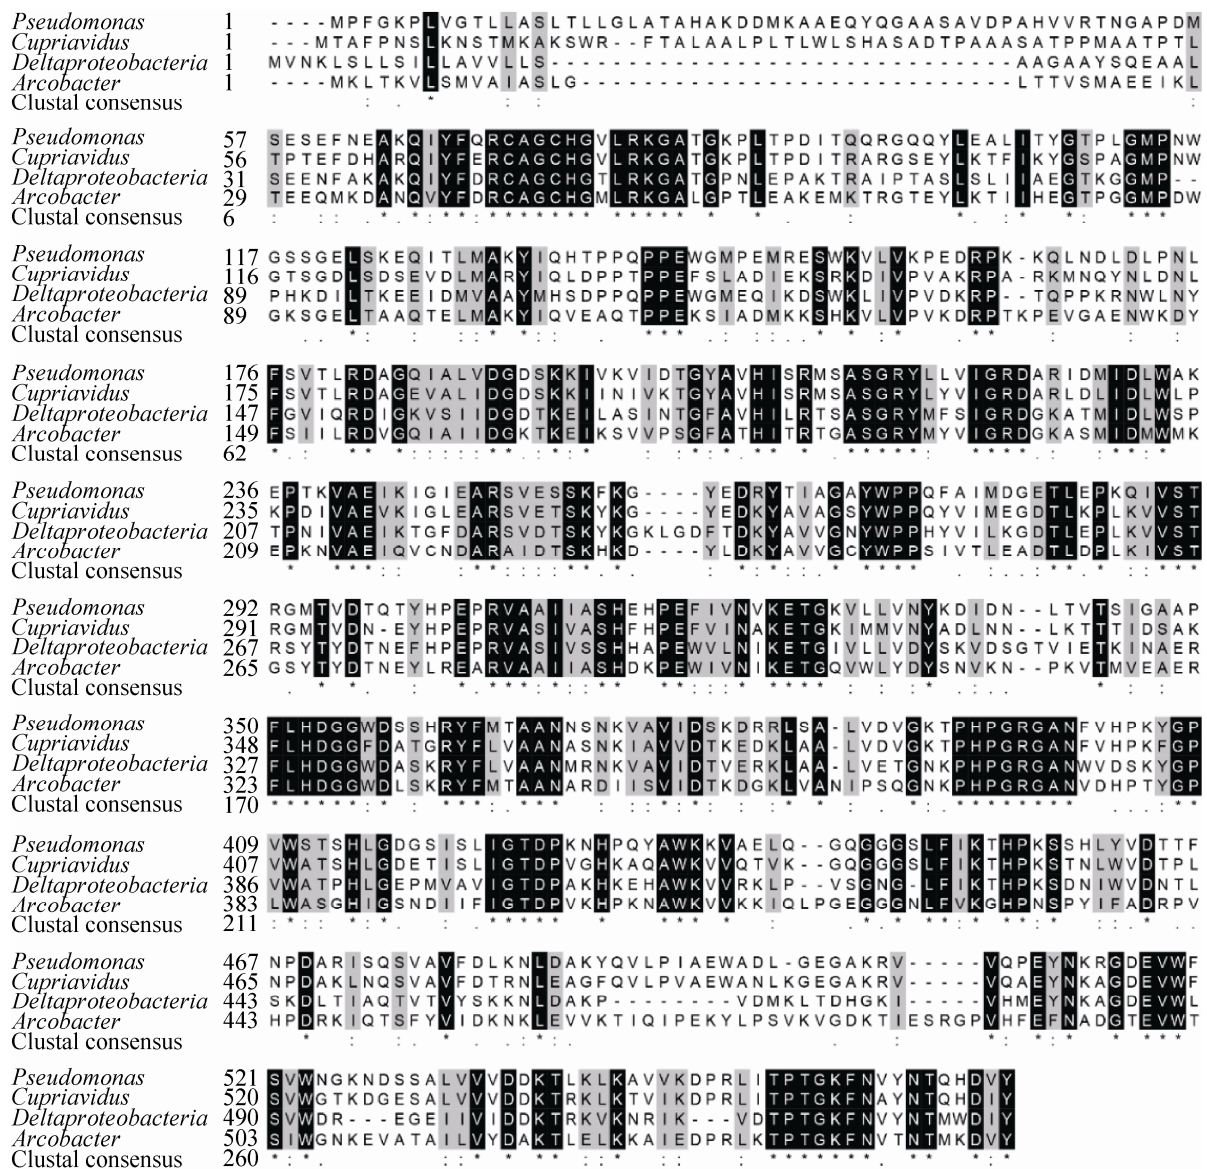 Pseudomonas 1 ----MPFGKPLVGTLLASLTLLGLATAHAKDDMKAAEQYQGAASAVDPAHVVRTNGAPDM
Cupriavidus 1 ---MTAFPNSLKNSTMKAKSWR--FTALAALPLTLWLSHASADTPAAASATPPMAATPTL
Deltaproteobacteria 1 MVNKLSLLSILLAVVLLS------------------------------AAGAAYSQEAAL
Arcobacter 1 ----MKLTKVLSMVAIASLG----------------------------ALTVSMAEEIKL
Clustal consensus
Pseudomonas 57 SESEFNEAKQIYFQRCAGCHGVLRKGATGKPLTPDITQQRGQQYLEALITYGTPLGMPNW
Cupriavidus 56 TPTEFDHARQIYFERCAGCHGVLRKGATGKPLTPDITRARGSEYLKTFIKYGSPAGMPNW
Deltaproteobacteria 31 SEENFAKAKQIYFDRCAGCHGTLRKGATGPNLEPAKTRAIPTASLSLIIAEGTKGGMP--
Arcobacter 29 TEEQMKDANQVYFDRCAGCHGMLRKGALGPTLEAKEMKTRGTEYLKTIIHEGTPGGMPDW
Clustal consensus 6
Pseudomonas 117 GSSGELSKEQITLMAKYIQHTPPQPPEWGMPEMRESWKVLVKPEDRPK-KQLNDLDLPNL
Cupriavidus 116 GTSGDLSDSEVDLMARYIQLDPPTPPEFSLADIEKSRKDIVPVAKRPA-RKMNQYNLDNL
Deltaproteobacteria 89 PHKDILTKEEIDMVAAYMHSDPPQPPEWGMEQIKDSWKLIVPVDKRP--TQPPKRNWLNY
Arcobacter 89 GKSGELTAAQTELMAKYIQVEAQTPPEKSIADMKKSHKVLVPVKDRPTKPEVGAENWKDY
Clustal consensus 30
Pseudomonas 176 FSVTLRDAGQIALVDGDSKKIVKVIDTGYAVHISRMSASGRYLLVIGRDARIDMIDLWAK
Cupriavidus 175 FSVTLRDAGEVALIDGDSKKIINIVKTGYAVHISRMSASGRYLYVIGRDARLDLIDLWLP
Deltaproteobacteria 147 FGVIQRDIGKVSIIDGDTKEILASINTGFAVHILRTSASGRYMFSIGRDGKATMIDLWSP
Arcobacter 149 FSIILRDVGQIAIIDGKTKEIKSVVPSGFATHITRTGASGRYMYVIGRDGKASMIDMWMK
Clustal consensus 62
Pseudomonas 236 EPTKVAEIKIGIEARSVESSKFKG----YEDRYTIAGAYWPPQFAIMDGETLEPKQIVST
Cupriavidus 235 KPDIVAEVKIGLEARSVETSKYKG----YEDKYAVAGSYWPPQYVIMEGDTLKPLKVVST
Deltaproteobacteria 207 TPNIVAEIKTGFDARSVDTSKYKGKLGDFTDKYAVVGNYWPPHYVILKGDTLEPLKVVST
Arcobacter 209 EPKNVAEIQVCNDARAIDTSKHKD----YLDKYAVVGCYWPPSIVTLEADTLDPLKIVST
Clustal consensus
Pseudomonas 292 RGMTVDTQTYHPEPRVAAIIASHEHPEFIVNVKETGKVLLVNYKDIDN--LTVTSIGAAP
Cupriavidus 291 RGMTVDN-EYHPEPRVASIVASHFHPEFVINAKETGKIMMVNYADLNN--LKTTTIDSAK
Deltaproteobacteria 267 RSYTYDTNEFHPEPRVASIVSSHHAPEWVLNIKETGIVLLVDYSKVDSGTVIETKINAER
Arcobacter 265 GSYTYDTNEYLREARVAAIIASHDKPEWIVNIKETGQVWLYDYSNVKN--PKVTMVEAER
Clustal consensus
Pseudomonas 350 FLHDGGWDSSHRYFMTAANNSNKVAVIDSKDRRLSA-LVDVGKTPHPGRGANFVHPKYGP
Cupriavidus 348 FLHDGGFDATGRYFLVAANASNKIAVVDTKEDKLSA-LVDVGKTPHPGRGANFVHPKFGP
Deltaproteobacteria 327 FLHDGGWDASKRYFLVAANMRNKVAVIDTVERKLAA-LVETGNKPHPGRGANWVDSKYGP
Arcobacter 323 FLHDGGWDLSKRYFMTAANARDIISVIDTKDGKLVANIPSQGNKPHPGRGANVDHPTYGP
Clustal consensus 170
Pseudomonas 409 VWSTSHLGDGSISLIGTDPKNHPQYAWKKVAELQ--GQGGGSLFIKTHPKSSHLYVDTTF
Cupriavidus 407 VWATSHLGDETISLIGTDPVGHKAQAWKVVQTVK--GQGGGSLFIKTHPKSTNLWVDTPL
Deltaproteobacteria 386 VWATPHLGEPMVAVIGTDPAKHKEHAWKVVRKLP--VSGNG-LFIKTHPKSDNIWVDNTL
Arcobacter 383 LWASGHIGSNDIIFIGTDPVKHPKNAWKVVKKIQLPGEGGGNLFVKGHPNSPYIFADRPV
Clustal consensus 211
Pseudomonas 467 NPDARISQSVAVFDLKNLDAKYQVLPIAEWADL-GEGAKRV-----VQPEYNKRGDEVWF
Cupriavidus 465 NPDAKLSQSVAVFDTRNLEAGFQVLPVAEWANLKGEGAKRV-----VQAEYNKAGDEVWF
Deltaproteobacteria 443 SKDLTIAQTVTVYSKKNLDAKP--------VDMKLTDHGKI-----VHMEYNKAGDEVWL
Arcobacter 443 HPDRKIQTSFYVIDKNKLEVVKTIQIPEKYLPSVKVGDKTIESRGPVHFEFNADGTEVWT
Clustal consensus
Pseudomonas 521 SVWNGKNDSSALVVVDDKTLKLKAVVKDPRLITPTGKFNVYNTQHDVY
Cupriavidus 520 SVWGTKDGESALVVVDDKTRKLKTVIKDPRLITPTGKFNAYNTQHDIY
Deltaproteobacteria 490 SVWDR---EGEIIVIDDKTRKVKNRIK---VDTPTGKFNAYNTMWDIY
Arcobacter 503 SIWGNKEVATAILVYDAKTLELKKAIEDPRLKTPTGKFNVTNTMKDVY
Clustal consensus 260